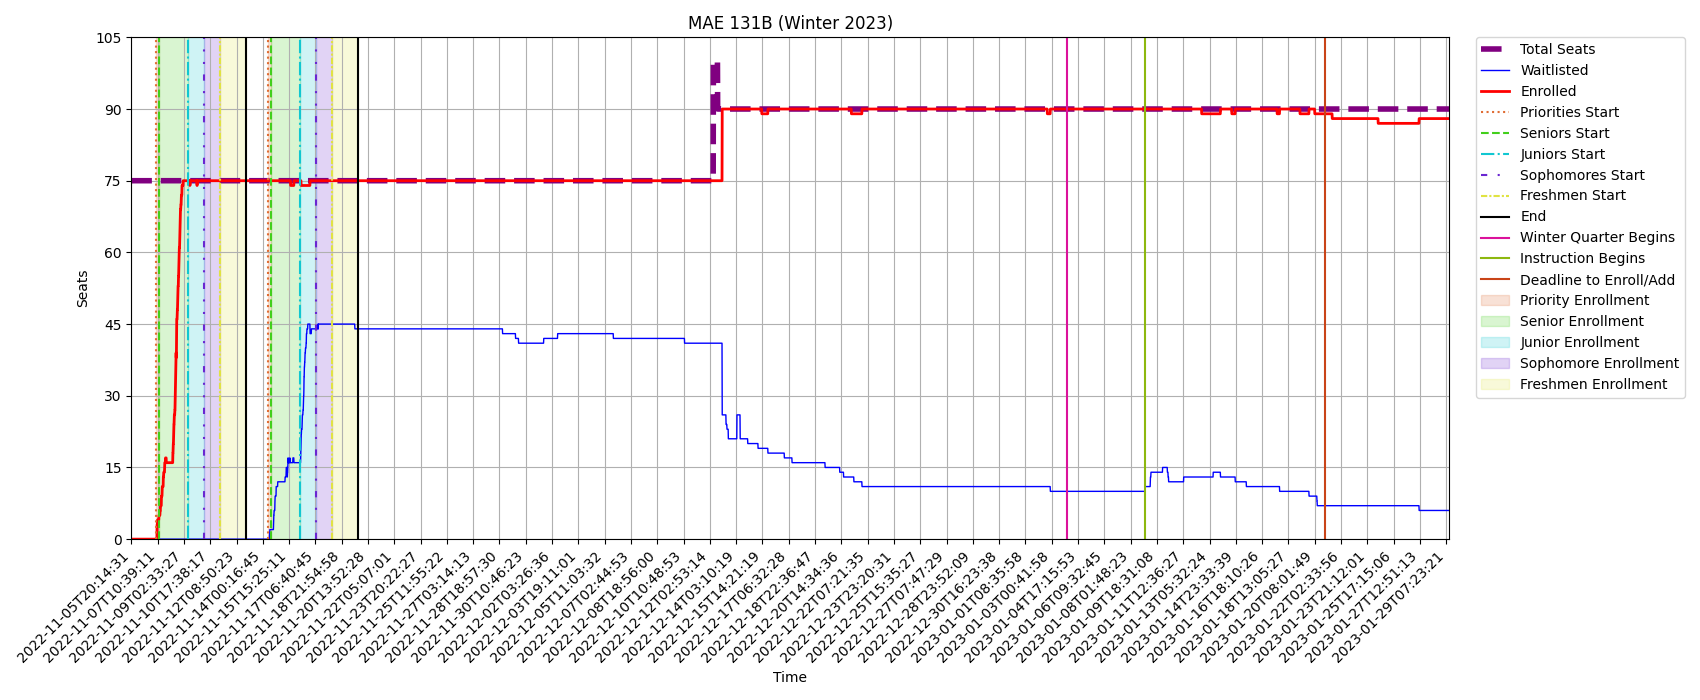 MAE 131B (Winter 2023)
105
90
75
60
45
30
15
0
Seats
2022-11-05T20:14:31
2022-11-07T10:39:11
2022-11-09T02:33:27
2022-11-10T17:38:17
2022-11-12T08:50:23
2022-11-14T00:16:45
2022-11-15T15:25:11
2022-11-17T06:40:45
2022-11-18T21:54:58
2022-11-20T13:52:28
2022-11-22T05:07:01
2022-11-23T20:22:27
2022-11-25T11:55:22
2022-11-27T03:14:13
2022-11-28T18:57:30
2022-11-30T10:46:23
2022-12-02T03:26:36
2022-12-03T19:11:01
2022-12-05T11:03:32
2022-12-07T02:44:53
2022-12-08T18:56:00
2022-12-10T10:48:53
2022-12-12T02:53:14
2022-12-14T03:10:19
2022-12-15T14:21:19
2022-12-17T06:32:28
2022-12-18T22:36:47
2022-12-20T14:34:36
2022-12-22T07:21:35
2022-12-23T23:20:31
2022-12-25T15:35:27
2022-12-27T07:47:29
2022-12-28T23:52:09
2022-12-30T16:23:38
2023-01-01T08:35:58
2023-01-03T00:41:58
2023-01-04T17:15:53
2023-01-06T09:32:45
2023-01-08T01:48:23
2023-01-09T18:31:08
2023-01-11T12:36:27
2023-01-13T05:32:24
2023-01-14T23:33:39
2023-01-16T18:10:26
2023-01-18T13:05:27
2023-01-20T08:01:49
2023-01-22T02:33:56
2023-01-23T21:12:01
2023-01-25T17:15:06
2023-01-27T12:51:13
2023-01-29T07:23:21
Time
Total Seats
Waitlisted
Enrolled
Priorities Start
Seniors Start
Juniors Start
Sophomores Start
Freshmen Start
End
Winter Quarter Begins
Instruction Begins
Deadline to Enroll/Add
Priority Enrollment
Senior Enrollment
Junior Enrollment
Sophomore Enrollment
Freshmen Enrollment